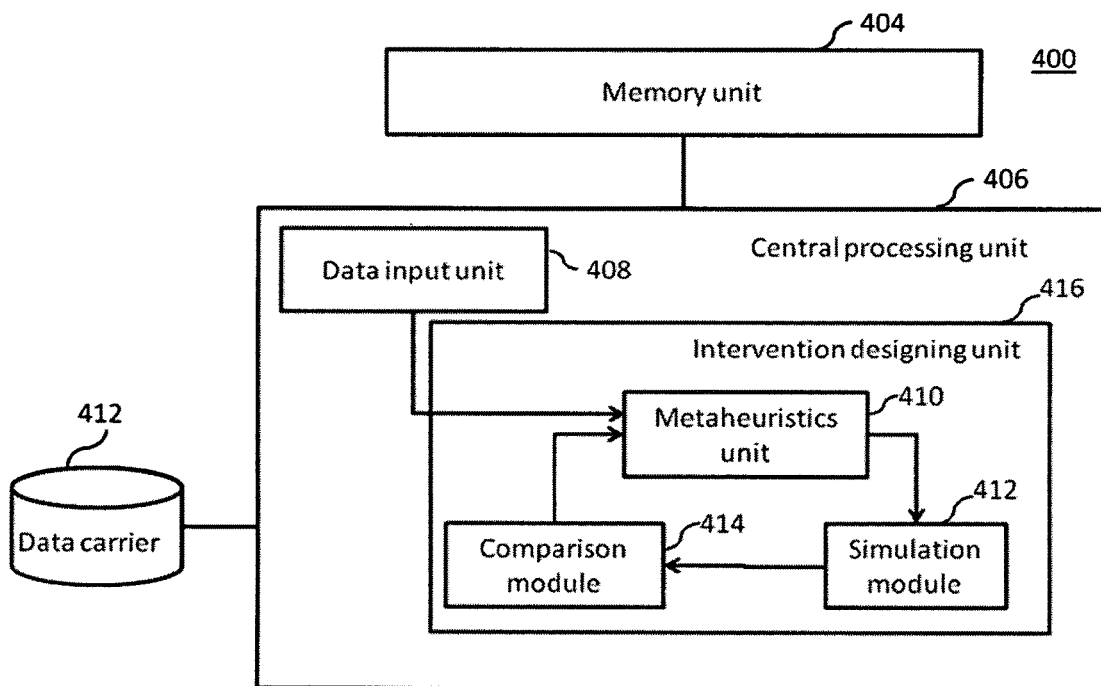 404
400
Memory unit
406
Central processing unit
Data input unit
408
416
Intervention designing unit
410
Metaheuristics
unit
412
Data carrier
414
Comparison
module
412
Simulation
module